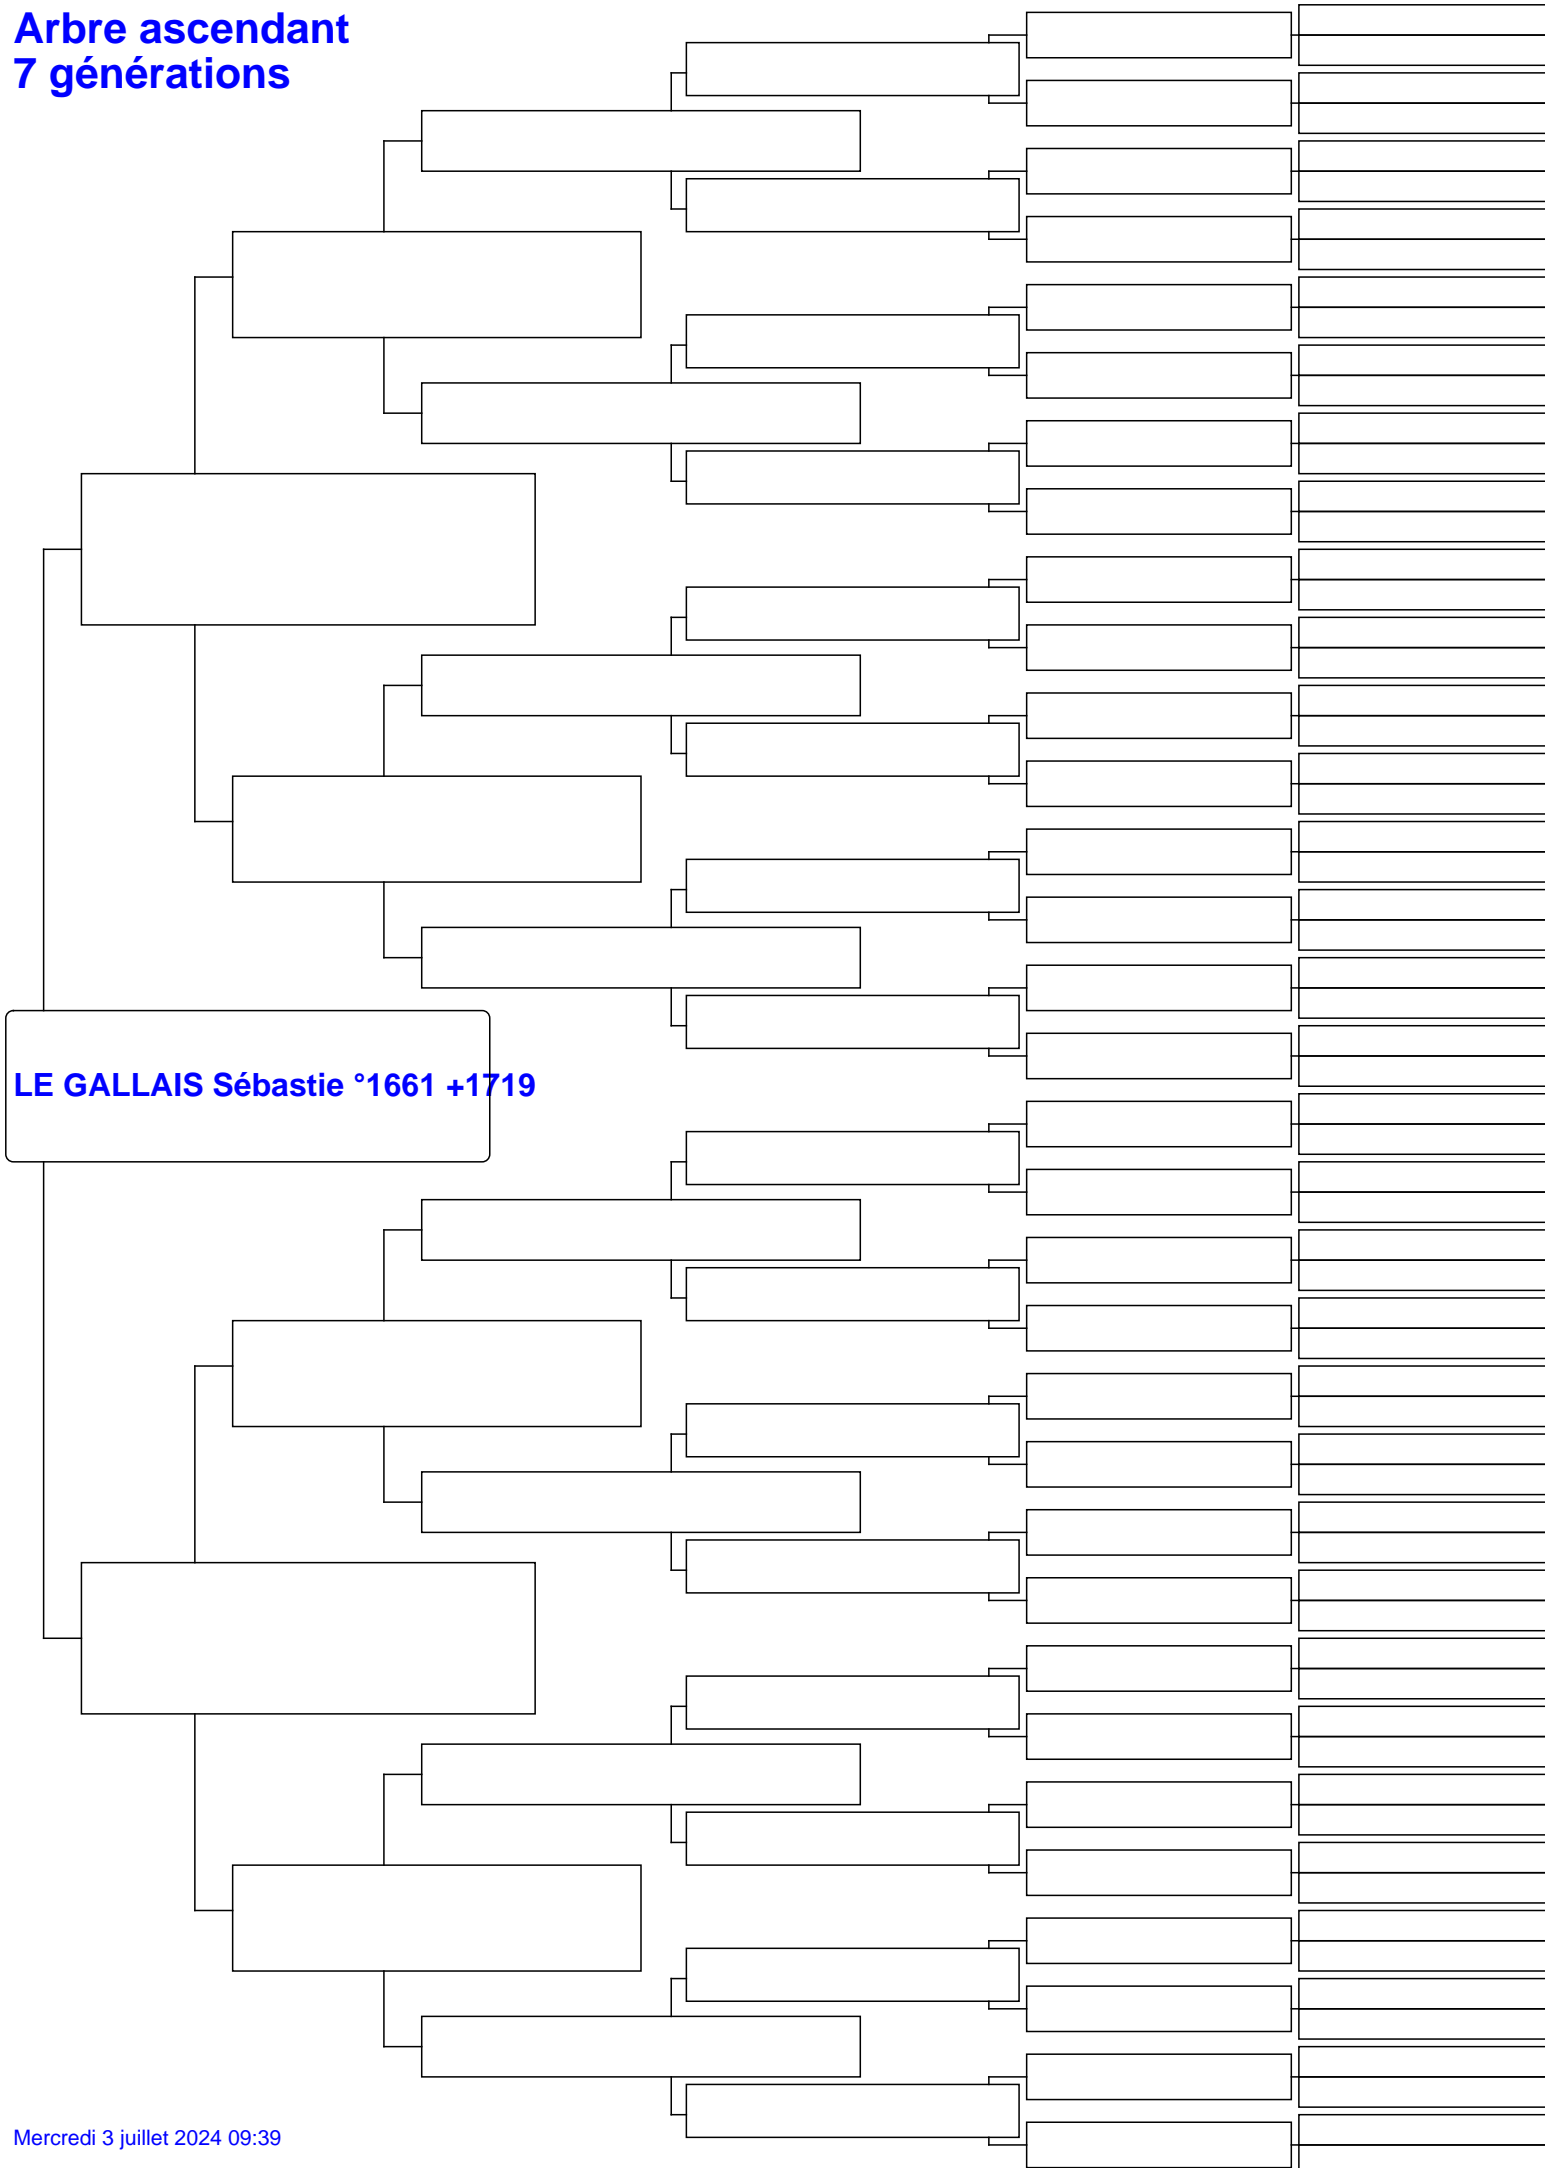 Arbre ascendant
7 générations
LE GALLAIS Sébastie °1661 +1719
Mercredi 3 juillet 2024 09:39